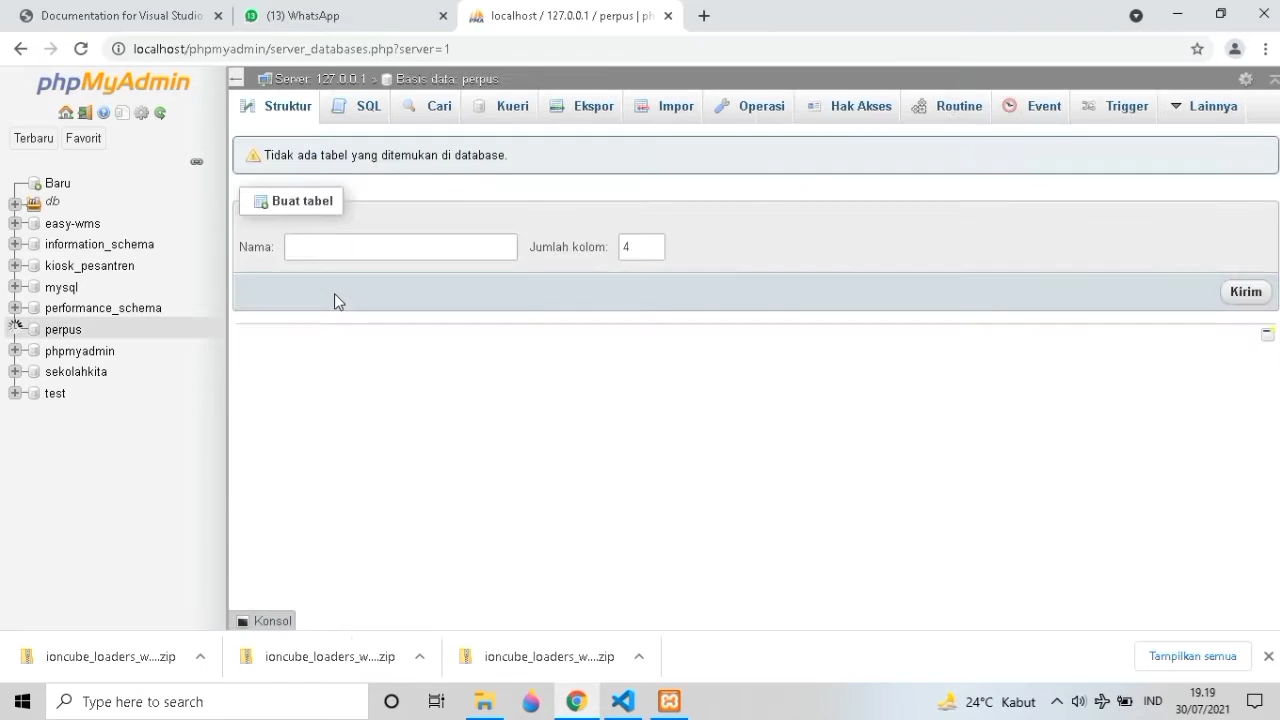 Documentation for Visual Studio
(13) WhatsApp
localhost / 127.0.0.1 / perpus | ph
localhost/phpmyadmin/server_databases.php?server=1
phpMyAdmin
Terbaru
Favorit
Baru
db
easy-wms
information_schema
kiosk_pesantren
mysql
performance_schema
perpus
phpmyadmin
sekolahkita
test
Server: 127.0.0.1 » Basis data: perpus
Struktur SQL Cari Kueri Ekspor Impor Operasi Hak Akses Routine Event Trigger Lainnya
Tidak ada tabel yang ditemukan di database.
Buat tabel
Nama: Jumlah kolom: 4
Kirim
Konsol
ioncube_loaders_w....zip
ioncube_loaders_w....zip
ioncube_loaders_w....zip
Tampilkan semua
Type here to search
24°C Kabut
IND
19.19
30/07/2021